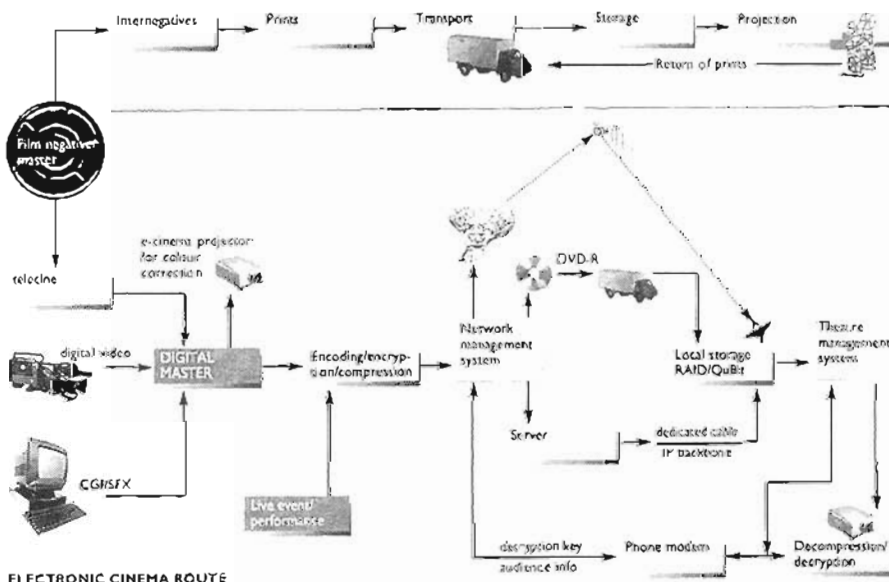 Internegatives
Prints
Transport
Storage
Projection
Return of prints
Film negative
master
e-cinema projector
for colour
correction
telecine
digital video
DIGITAL
MASTER
CGI/SFX
Encoding/encryp-
tion/compression
Live event/
performance
Network
management
system
DVD-R
Server
Local storage
RAID/QuBit
Theatre
management
systems
dedicated cable
IP backbone
decryption key
audience info
Phone modem
Decompression/
decryption
ELECTRONIC CINEMA ROUTE